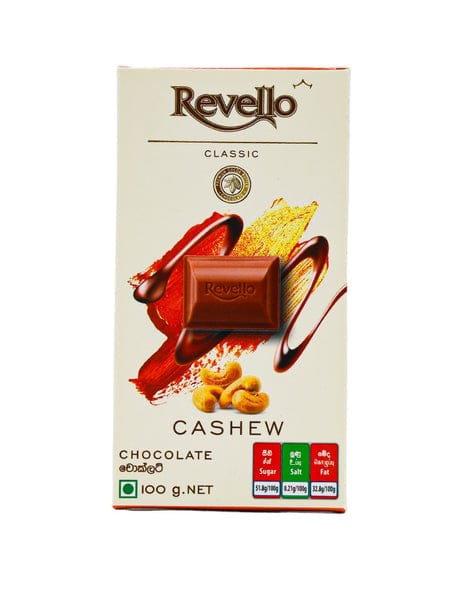 Revello
CLASSIC
Revello
CASHEW
CHOCOLATE
චොක්ලට්
100 g.NET
සීනි
சீனி
Sugar
51.8g/100g
ලුණු
உப்பு
Salt
0.21g/100g
මේද
கொழுப்பு
Fat
32.8g/100g